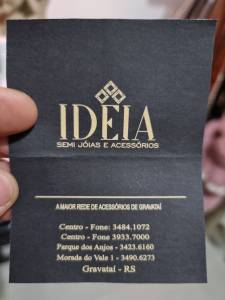 IDEIA
SEMI JÓIAS E ACESSÓRIOS
A MAIOR REDE DE ACESSÓRIOS DE GRAVATAÍ
Centro - Fone: 3484.1072
Centro - Fone 3933.7000
Parque dos Anjos - 3423.6160
Morada do Vale 1 - 3490.6273
Gravataí - RS